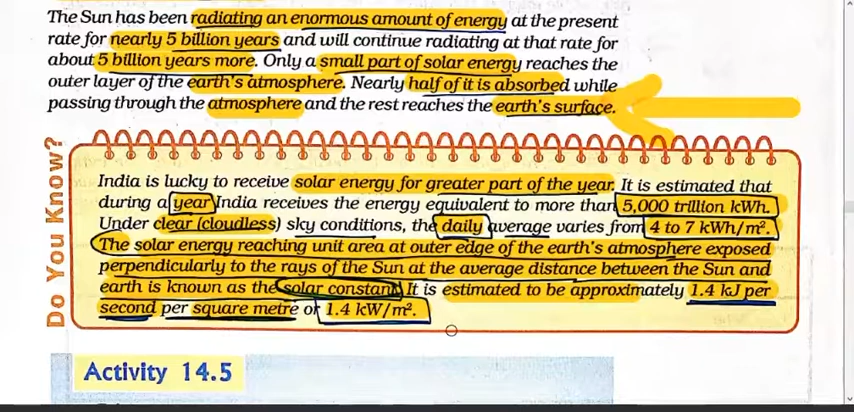 The Sun has been radiating an enormous amount of energy at the present
rate for nearly 5 billion years and will continue radiating at that rate for
about 5 billion years more. Only a small part of solar energy reaches the
outer layer of the earth's atmosphere. Nearly half of it is absorbed while
passing through the atmosphere and the rest reaches the earth's surface.
Do You Know?
India is lucky to receive solar energy for greater part of the year. It is estimated that
during a year India receives the energy equivalent to more than 5,000 trillion kWh.
Under clear (cloudless) sky conditions, the daily average varies from 4 to 7 kWh/m².
The solar energy reaching unit area at outer edge of the earth's atmosphere exposed
perpendicularly to the rays of the Sun at the average distance between the Sun and
earth is known as the solar constant. It is estimated to be approximately 1.4 kJ per
second per square metre or 1.4 kW/m².
Activity 14.5